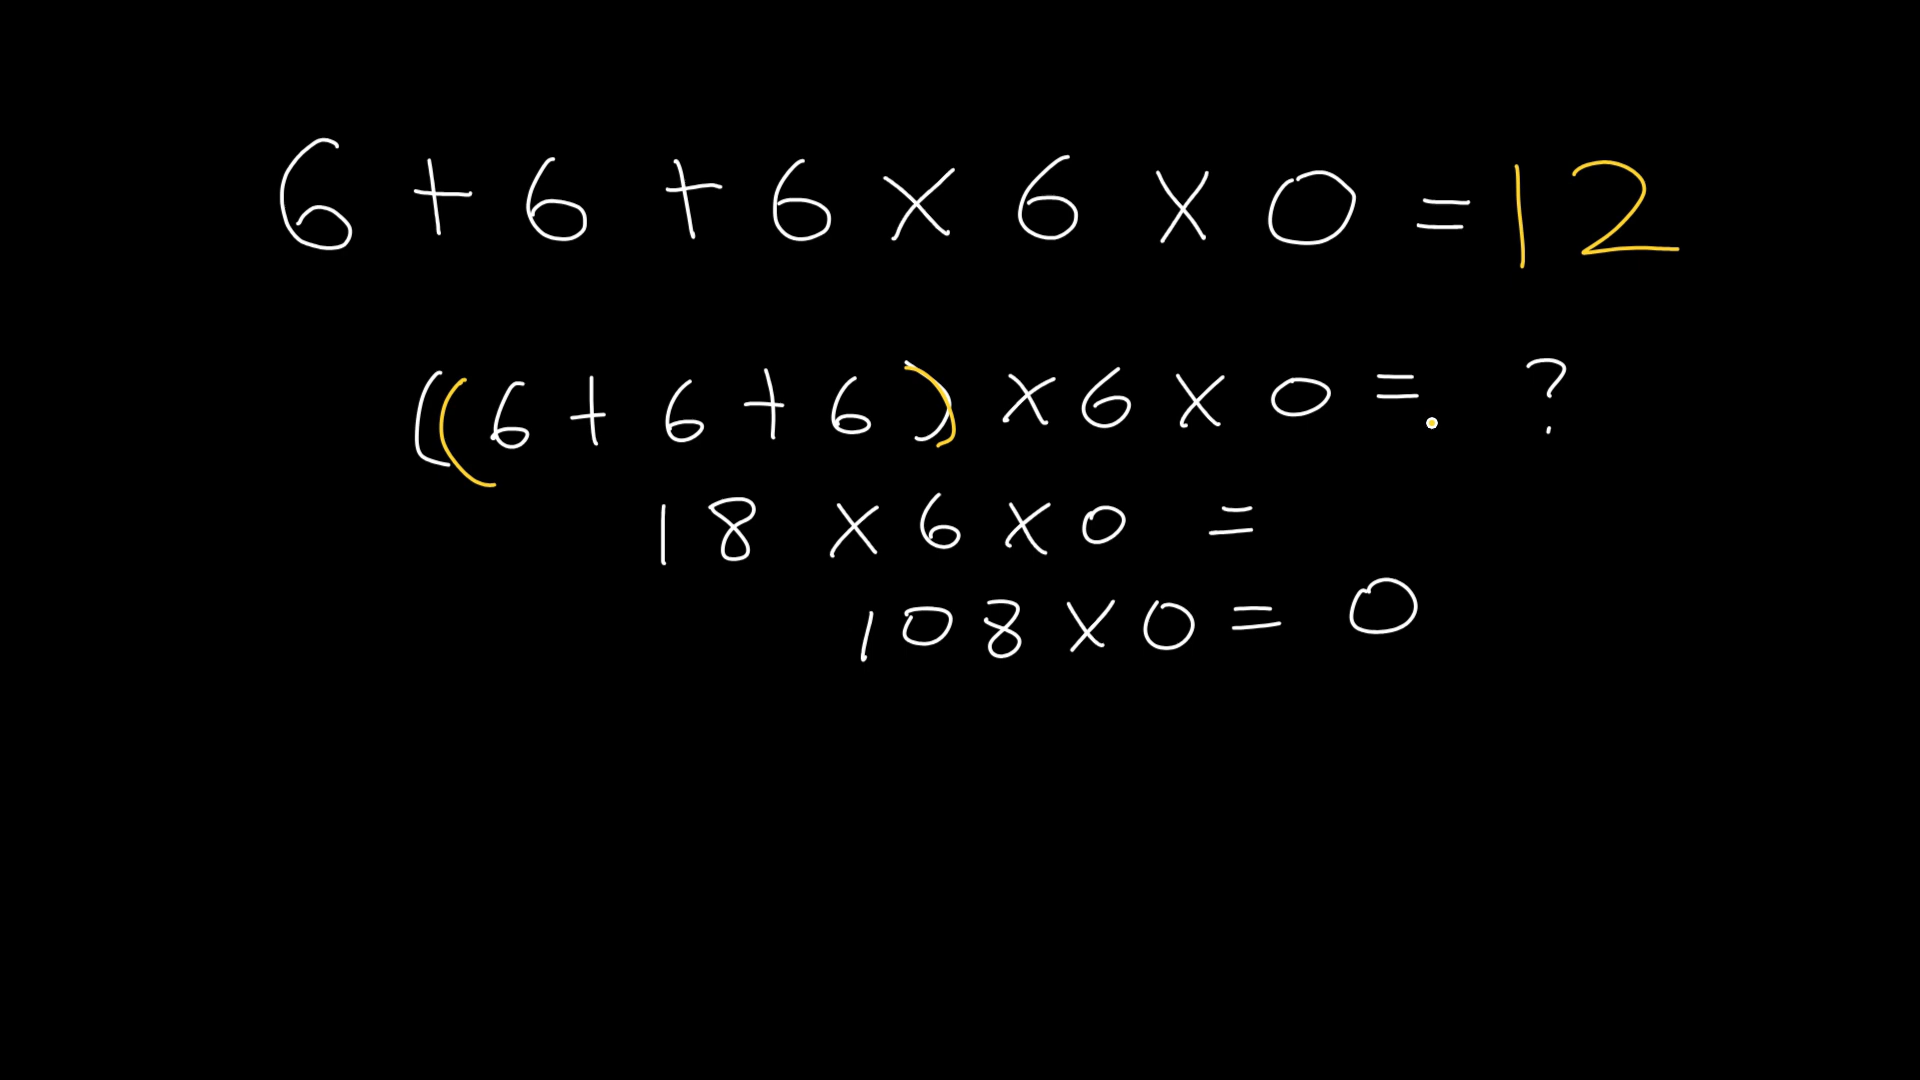 6 + 6 + 6 × 6 × 0 = 12
((6 + 6 + 6)) × 6 × 0 = ?
18 × 6 × 0 =
108 × 0 = 0